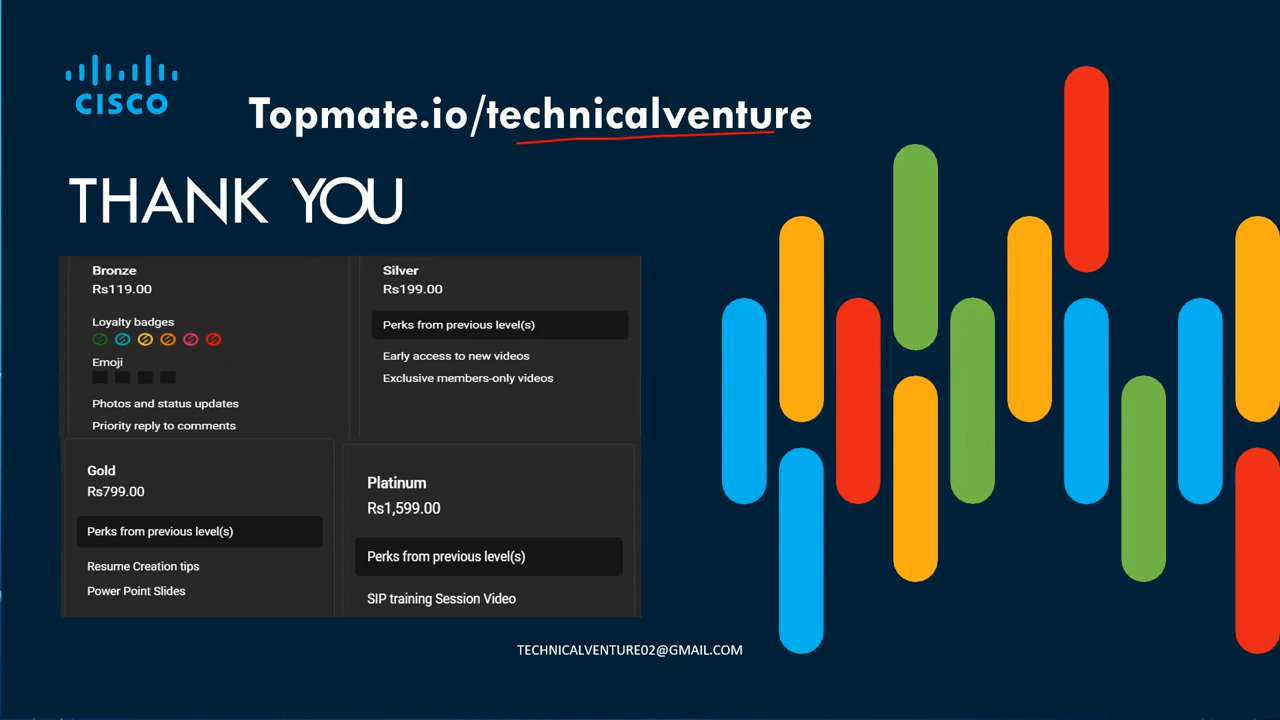 CISCO
Topmate.io/technicalventure
THANK YOU
Bronze
Rs119.00
Loyalty badges
Emoji
Photos and status updates
Priority reply to comments
Silver
Rs199.00
Perks from previous level(s)
Early access to new videos
Exclusive members-only videos
Gold
Rs799.00
Perks from previous level(s)
Resume Creation tips
Power Point Slides
Platinum
Rs1,599.00
Perks from previous level(s)
SIP training Session Video
TECHNICALVENTURE02@GMAIL.COM